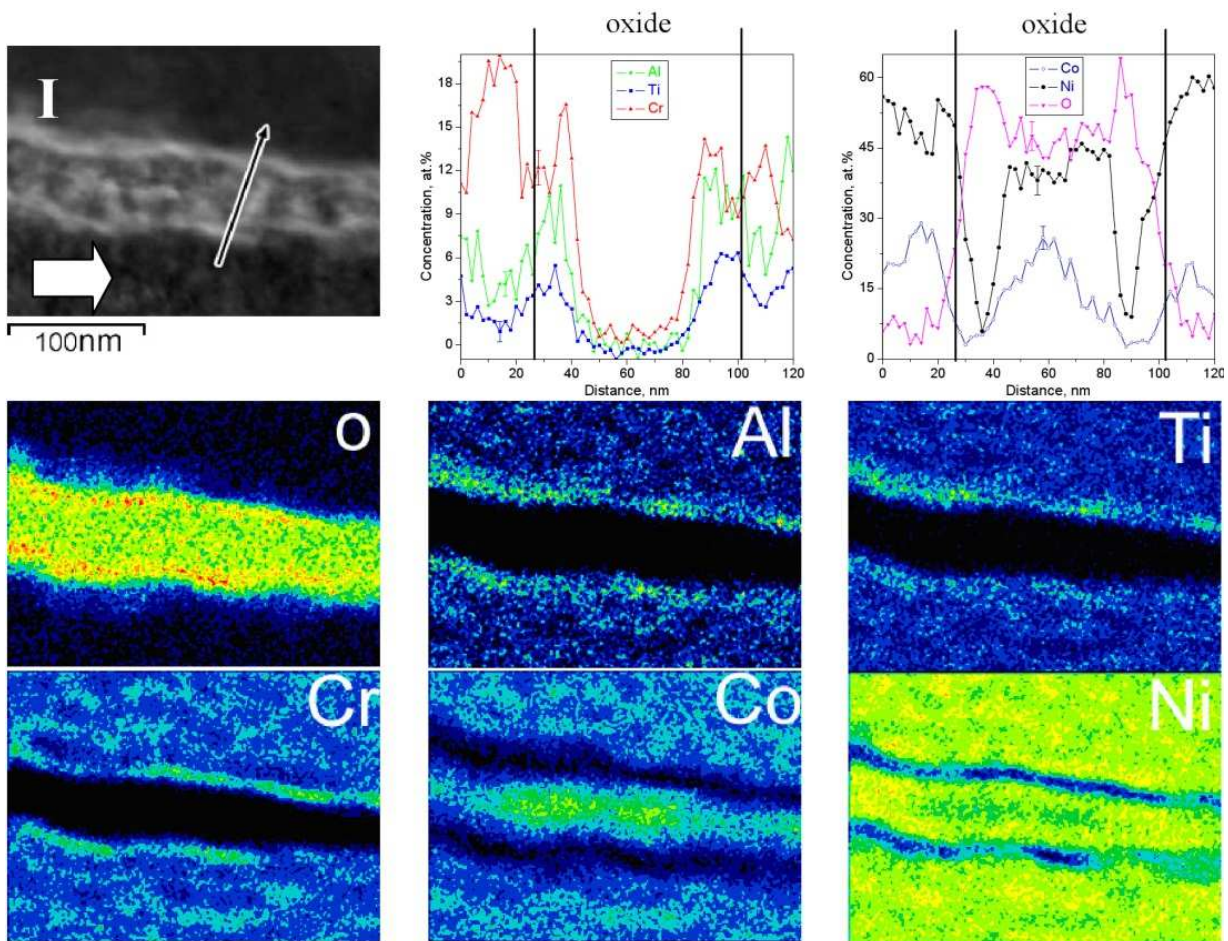 I
100nm
oxide
Al
Ti
Cr
Concentration, at.%
18
15
12
9
6
3
0
0 20 40 60 80 100 120
Distance, nm
oxide
Co
Ni
O
Concentration, at.%
60
45
30
15
0
0 20 40 60 80 100 120
Distance, nm
O
Al
Ti
Cr
Co
Ni